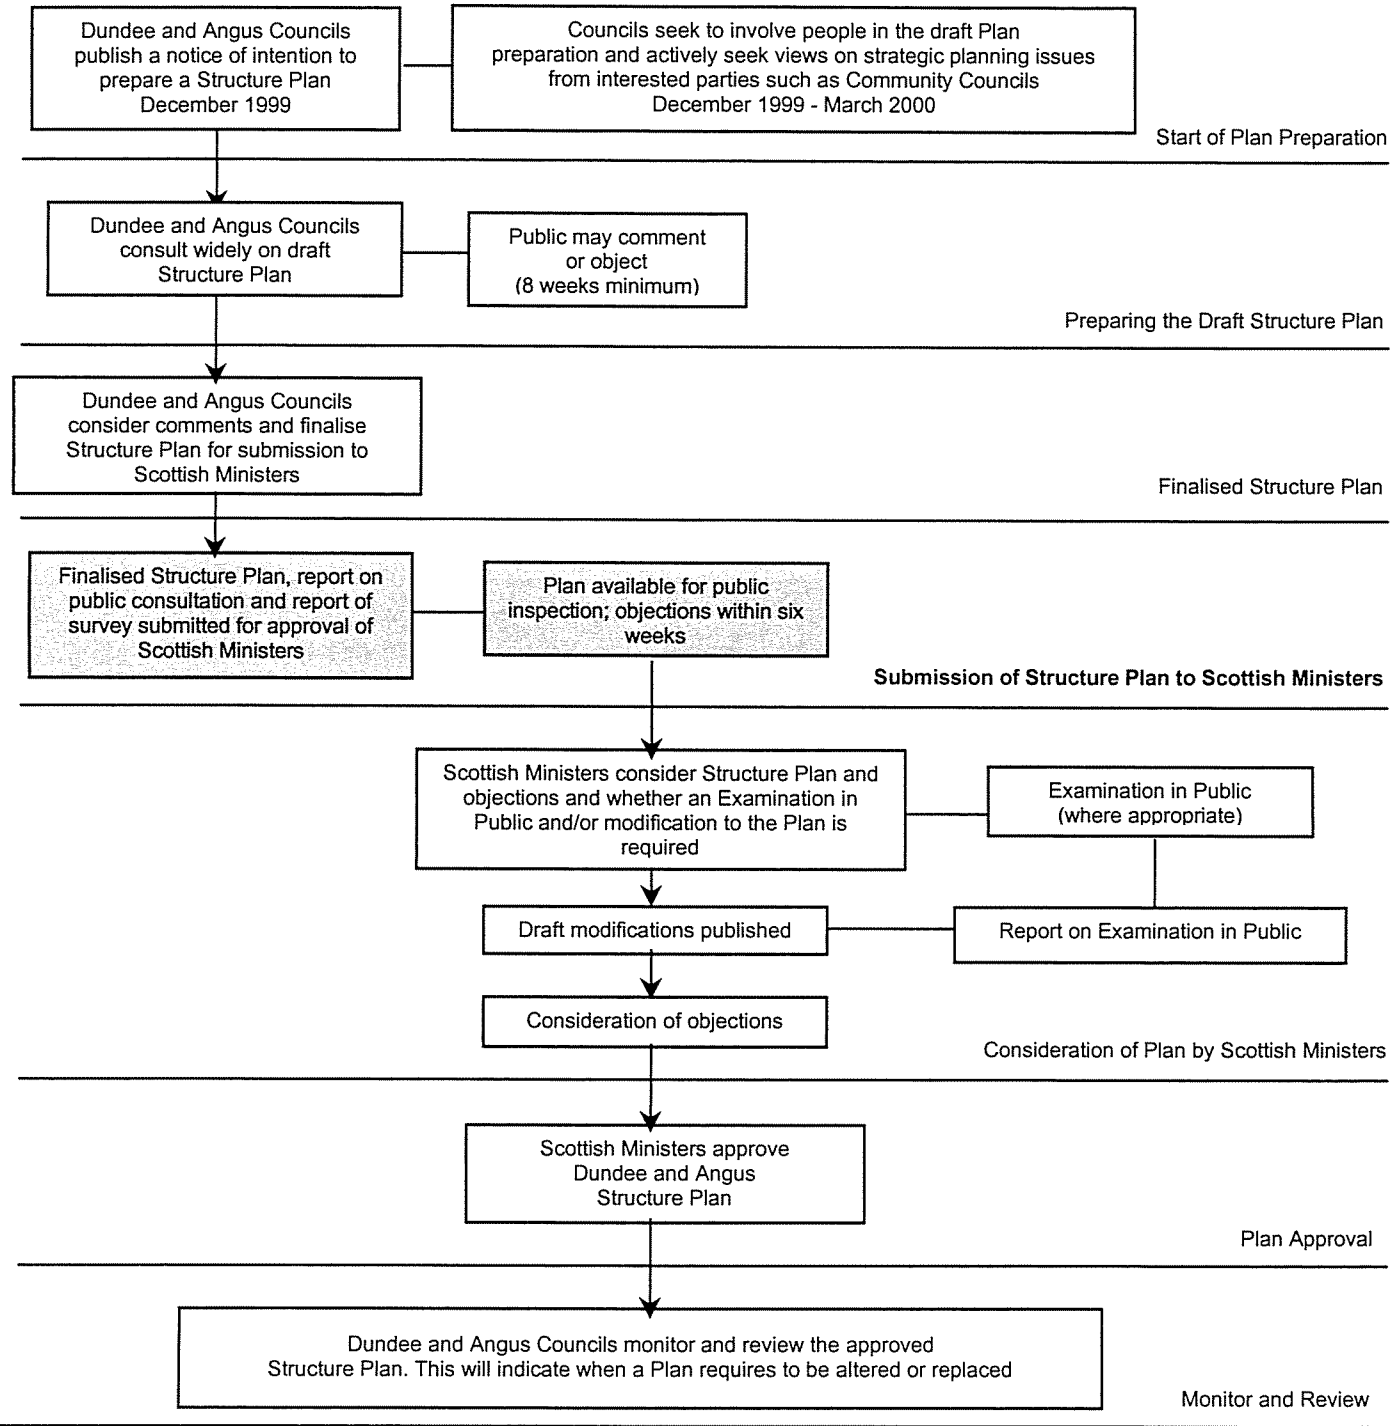 Dundee and Angus Councils
publish a notice of intention to
prepare a Structure Plan
December 1999
Councils seek to involve people in the draft Plan
preparation and actively seek views on strategic planning issues
from interested parties such as Community Councils
December 1999 - March 2000
Start of Plan Preparation
Dundee and Angus Councils
consult widely on draft
Structure Plan
Public may comment
or object
(8 weeks minimum)
Preparing the Draft Structure Plan
Dundee and Angus Councils
consider comments and finalise
Structure Plan for submission to
Scottish Ministers
Finalised Structure Plan
Finalised Structure Plan, report on
public consultation and report of
survey submitted for approval of
Scottish Ministers
Plan available for public
inspection; objections within six
weeks
Submission of Structure Plan to Scottish Ministers
Scottish Ministers consider Structure Plan and
objections and whether an Examination in
Public and/or modification to the Plan is
required
Examination in Public
(where appropriate)
Draft modifications published
Report on Examination in Public
Consideration of objections
Consideration of Plan by Scottish Ministers
Scottish Ministers approve
Dundee and Angus
Structure Plan
Plan Approval
Dundee and Angus Councils monitor and review the approved
Structure Plan. This will indicate when a Plan requires to be altered or replaced
Monitor and Review